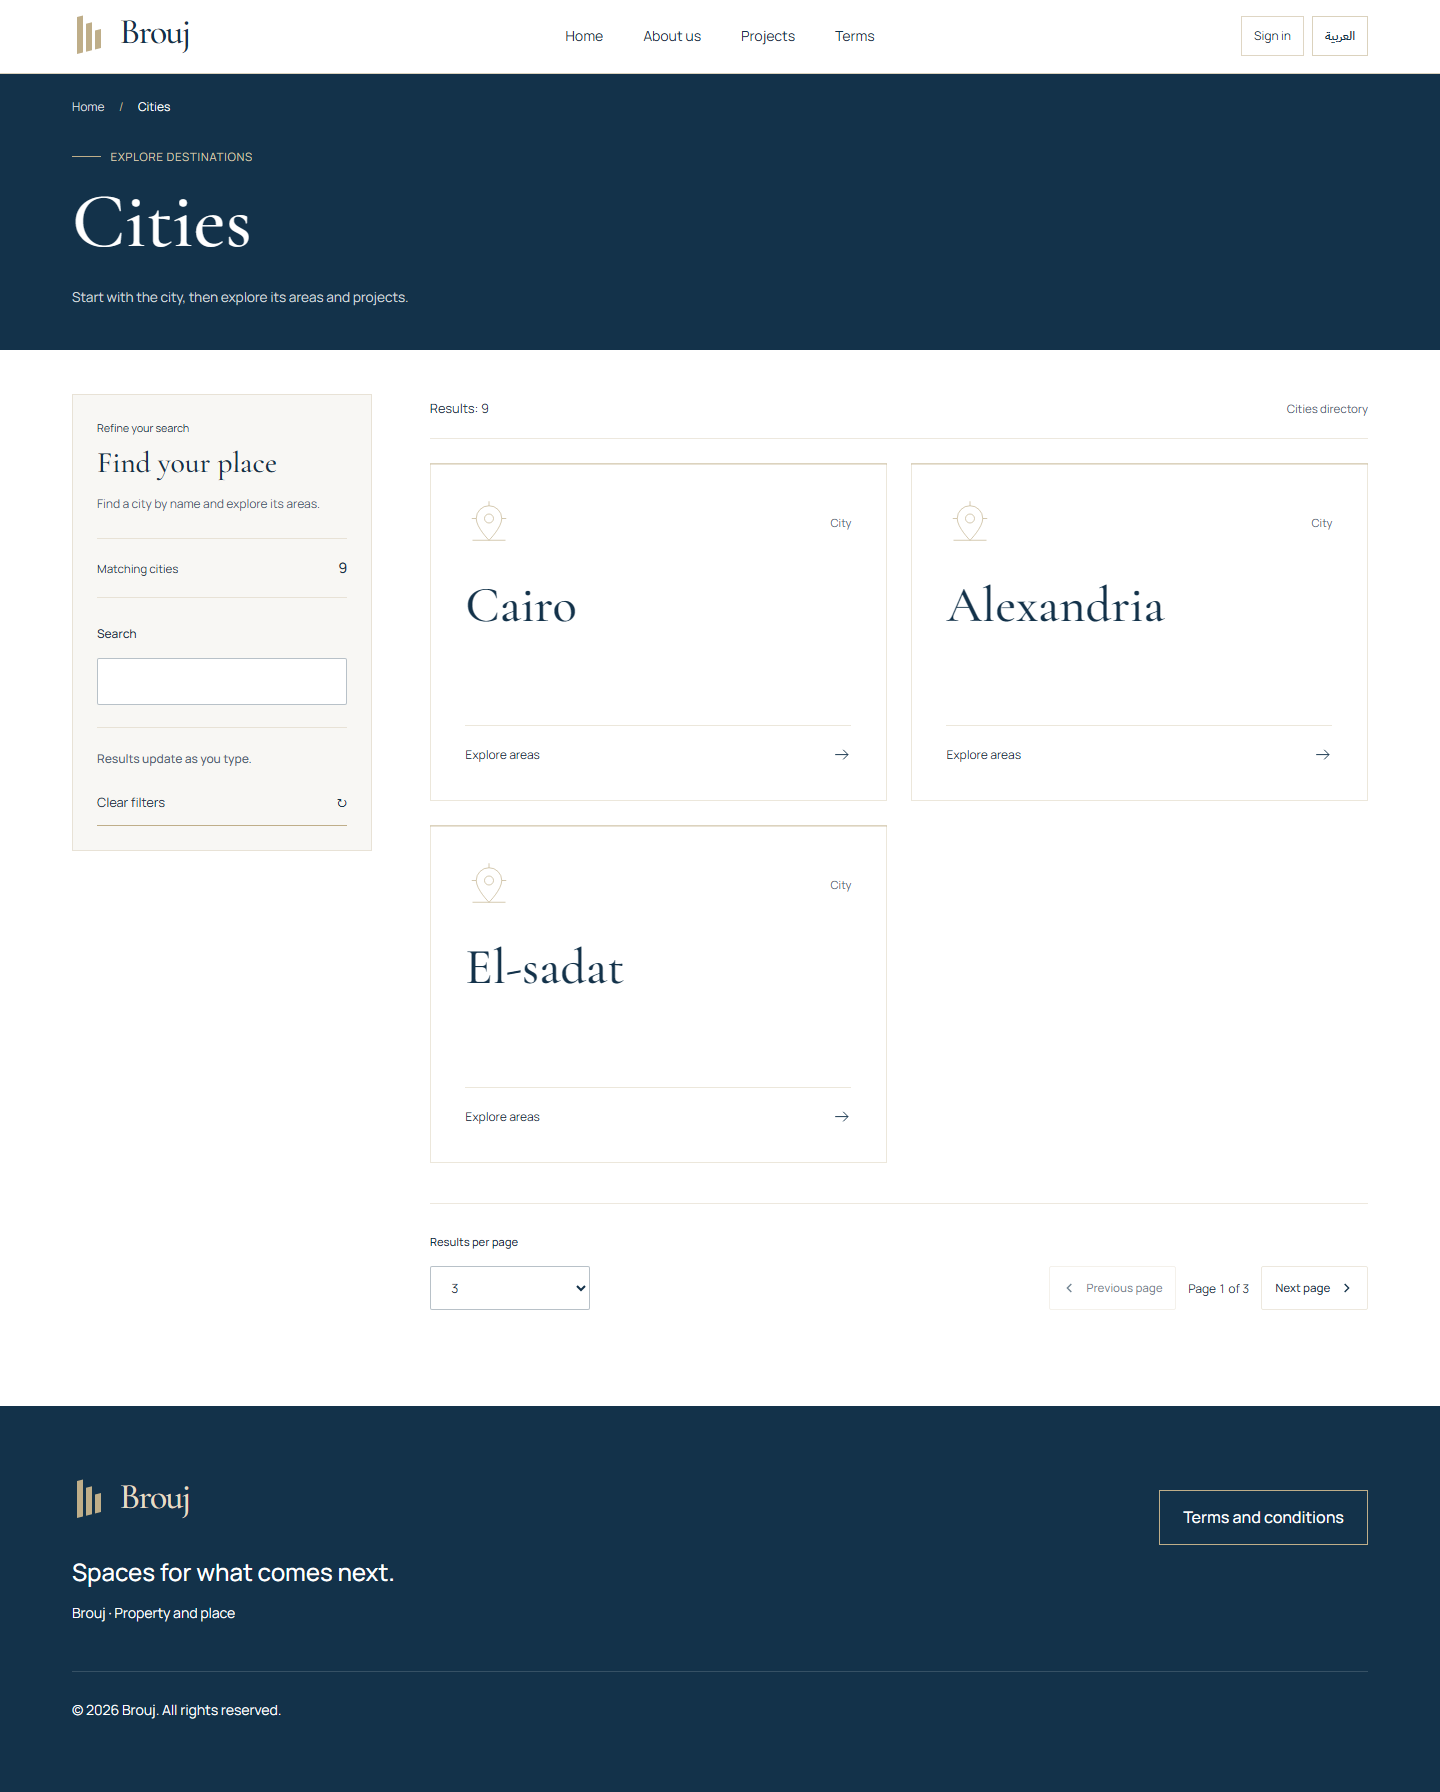 Brouj
Home About us Projects Terms
Sign in العربية
Home / Cities
EXPLORE DESTINATIONS
Cities
Start with the city, then explore its areas and projects.
Refine your search
Find your place
Find a city by name and explore its areas.
Matching cities 9
Search
Results update as you type.
Clear filters ↻
Results: 9 Cities directory
City
Cairo
Explore areas →
City
Alexandria
Explore areas →
City
El-sadat
Explore areas →
Results per page
3
Previous page Page 1 of 3 Next page
Brouj
Terms and conditions
Spaces for what comes next.
Brouj · Property and place
© 2026 Brouj. All rights reserved.